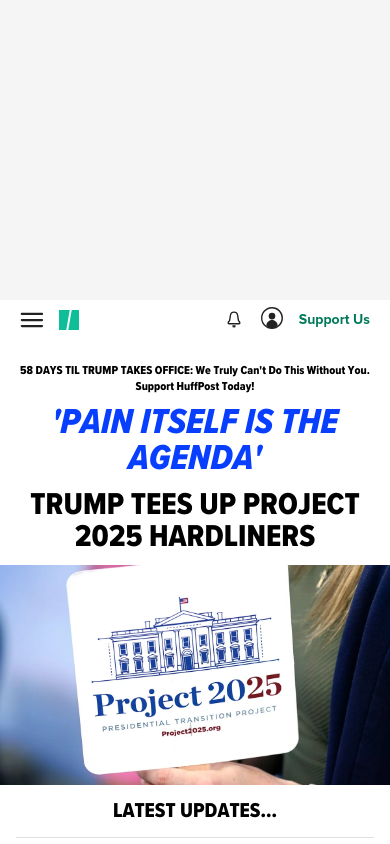 Support Us
58 DAYS TIL TRUMP TAKES OFFICE: We Truly Can't Do This Without You.
Support HuffPost Today!
'PAIN ITSELF IS THE
AGENDA'
TRUMP TEES UP PROJECT
2025 HARDLINERS
Project 2025
PRESIDENTIAL TRANSITION PROJECT
Project2025.org
LATEST UPDATES...